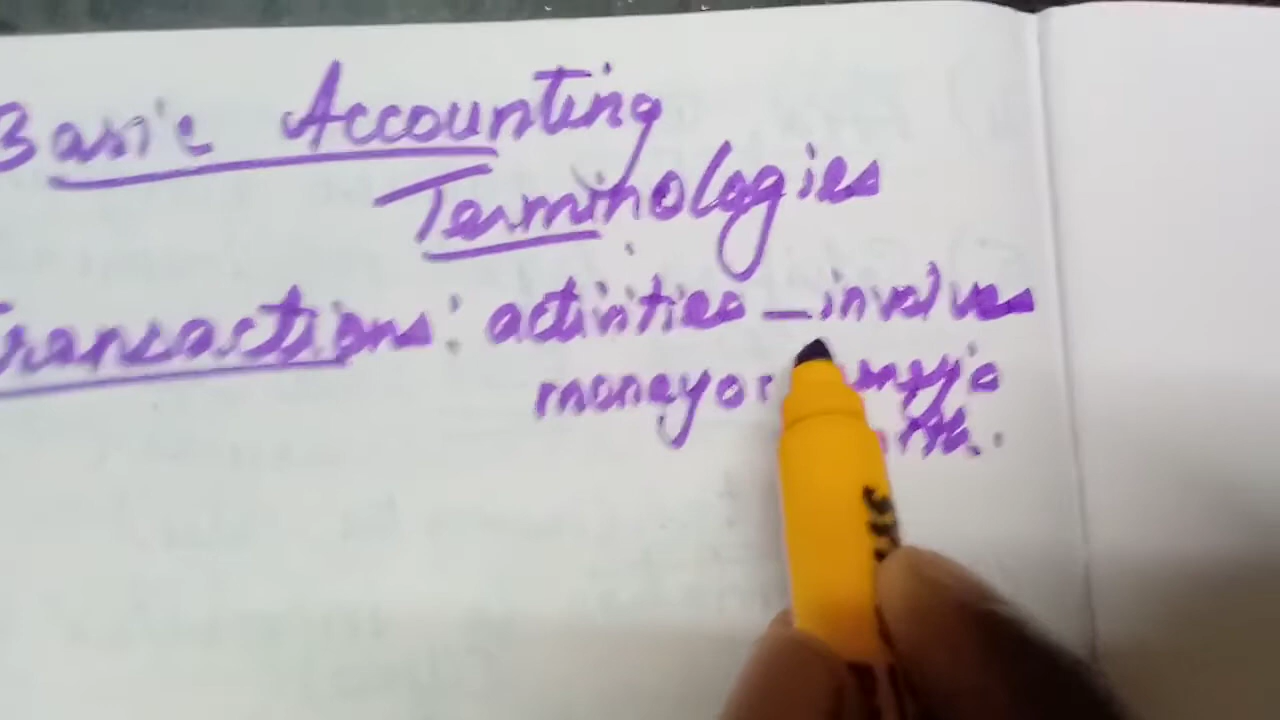 Basic Accounting
Terminologies
Transactions: activities – involves
money or